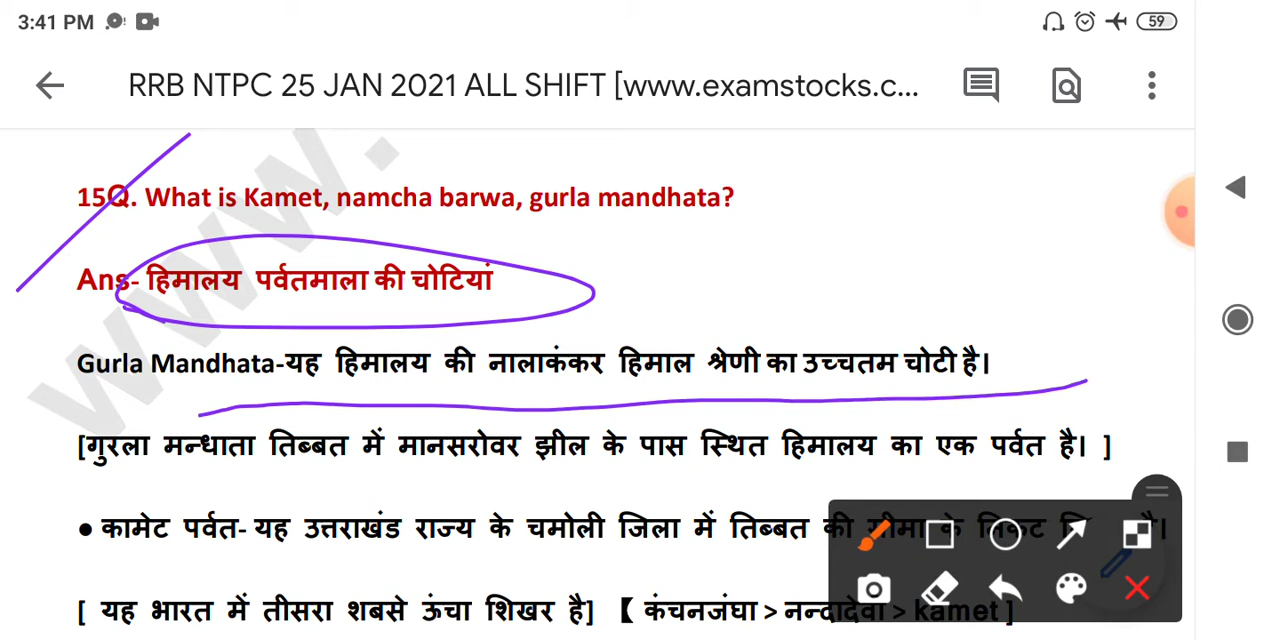 3:41 PM
59
RRB NTPC 25 JAN 2021 ALL SHIFT [www.examstocks.c...
www.
15Q. What is Kamet, namcha barwa, gurla mandhata?
Ans- हिमालय पर्वतमाला की चोटियां
Gurla Mandhata-यह हिमालय की नालाकंकर हिमाल श्रेणी का उच्चतम चोटी है।
[गुरला मन्धाता तिब्बत में मानसरोवर झील के पास स्थित हिमालय का एक पर्वत है। ]
● कामेट पर्वत- यह उत्तराखंड राज्य के चमोली जिला में तिब्बत की सीमा के निकट है।
[ यह भारत में तीसरा शबसे ऊंचा शिखर है] 【 कंचनजंघा > नन्दादेवा > kamet ]